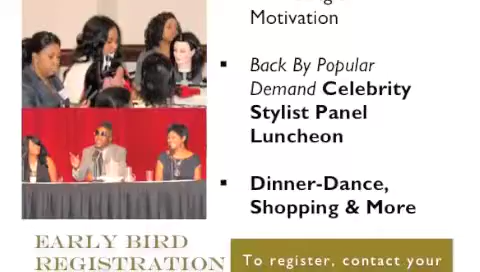 Motivation
▪ Back By Popular
Demand Celebrity
Stylist Panel
Luncheon
▪ Dinner-Dance,
Shopping & More
EARLY BIRD
REGISTRATION
To register, contact your